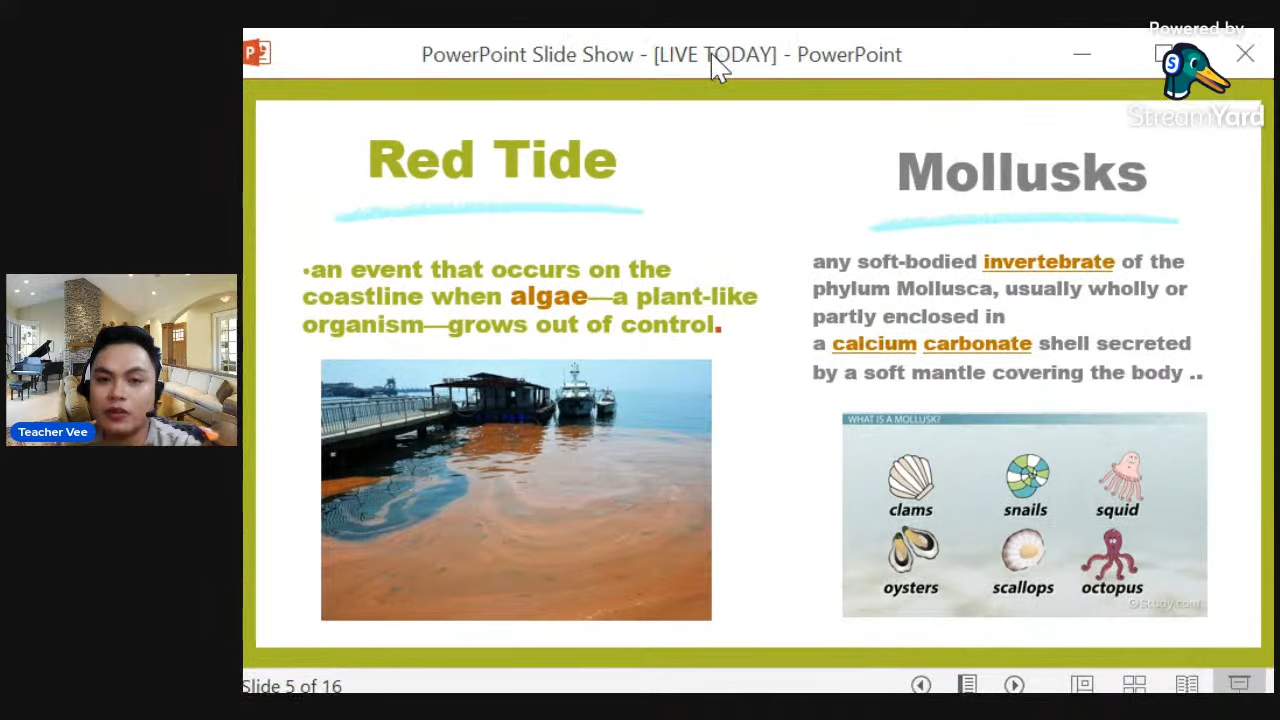 PowerPoint Slide Show - [LIVE TODAY] - PowerPoint
Powered by
StreamYard
Red Tide
•an event that occurs on the
coastline when algae—a plant-like
organism—grows out of control.
Mollusks
any soft-bodied invertebrate of the
phylum Mollusca, usually wholly or
partly enclosed in
a calcium carbonate shell secreted
by a soft mantle covering the body ..
WHAT IS A MOLLUSK?
clams snails squid
oysters scallops octopus
©Study.com
Teacher Vee
Slide 5 of 16